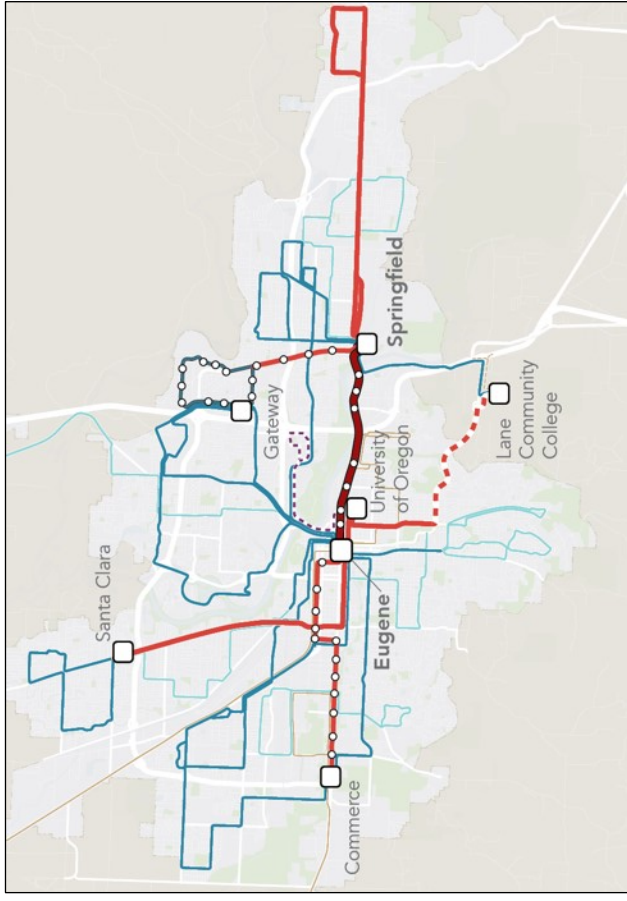 Santa Clara
Gateway
Springfield
Commerce
Eugene
University
of Oregon
Lane
Community
College